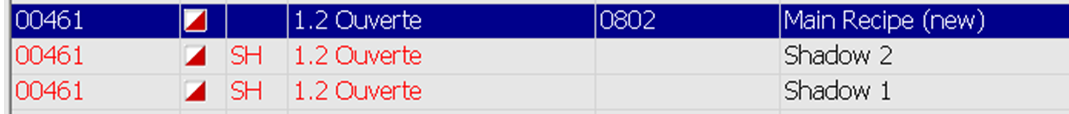 00461 1.2 Ouverte 0802 Main Recipe (new)
00461 SH 1.2 Ouverte Shadow 2
00461 SH 1.2 Ouverte Shadow 1